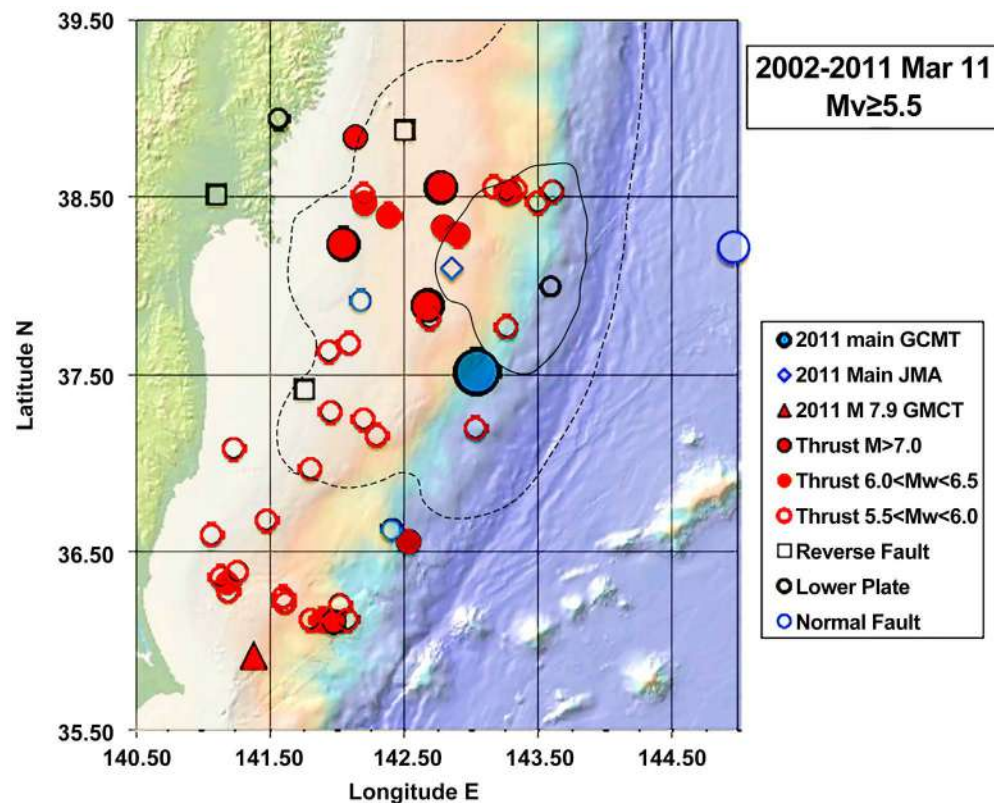 39.50
38.50
37.50
36.50
35.50
140.50 141.50 142.50 143.50 144.50
Latitude N
Longitude E
2002-2011 Mar 11
Mv≥5.5
2011 main GCMT
2011 Main JMA
2011 M 7.9 GMCT
Thrust M>7.0
Thrust 6.0<Mw<6.5
Thrust 5.5<Mw<6.0
Reverse Fault
Lower Plate
Normal Fault